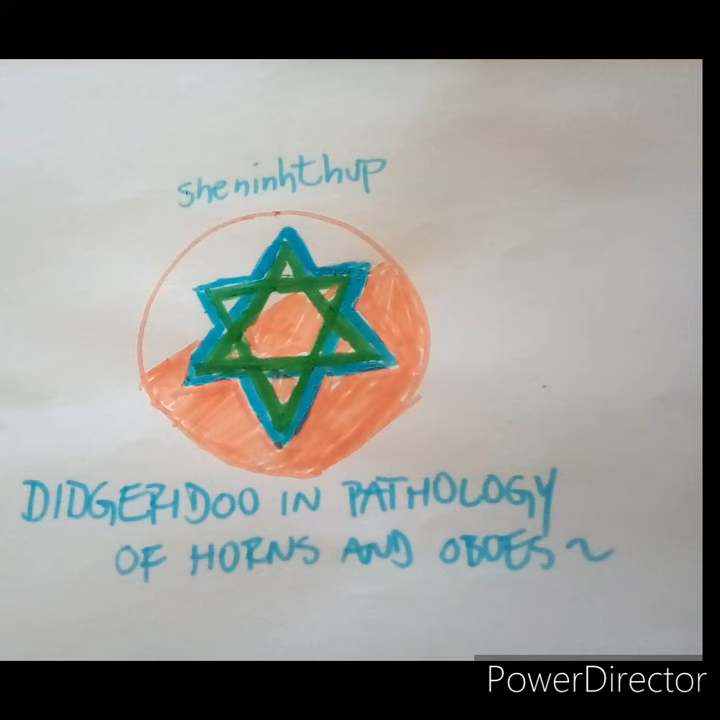 sheninhthup
DIDGERIDOO IN PATHOLOGY
OF HORNS AND OBOES ~
PowerDirector